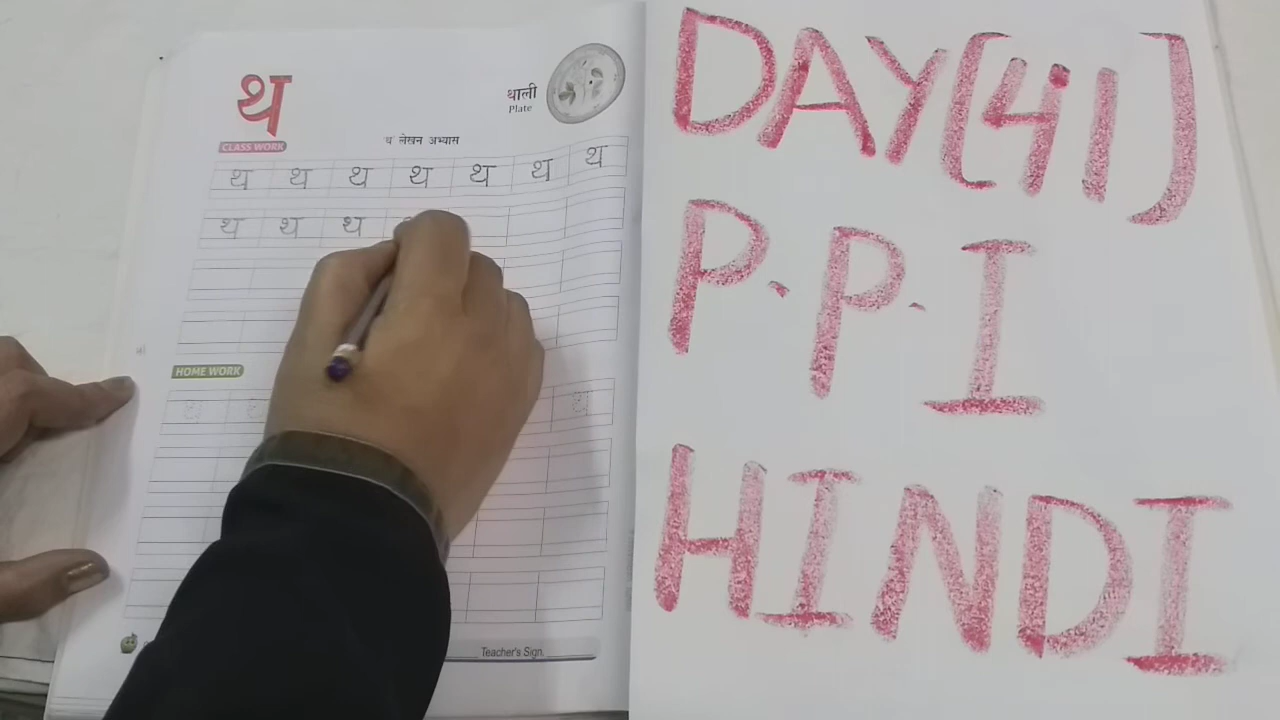 थ
थाली
Plate
'थ' लेखन अभ्यास
CLASS WORK
थ थ थ थ थ थ थ
थ थ थ
HOME WORK
Teacher's Sign.
DAY(41)
P.P.I
HINDI